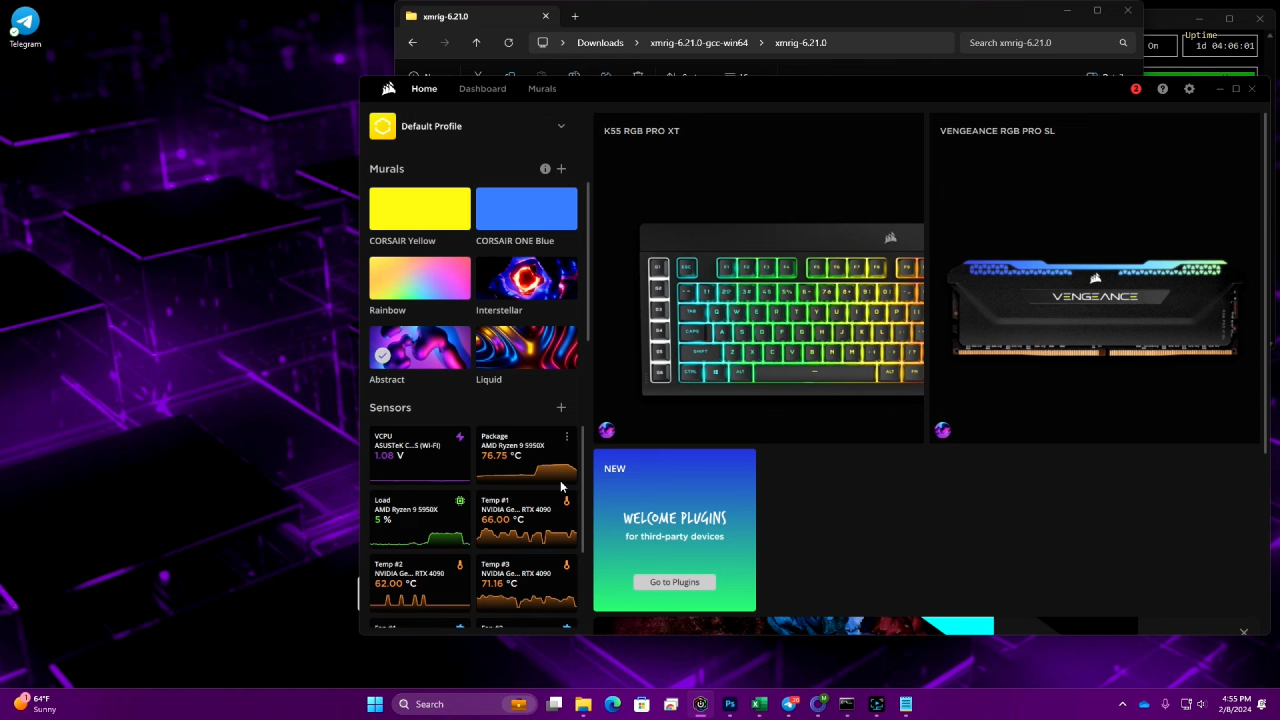 Telegram
xmrig-6.21.0
Downloads > xmrig-6.21.0-gcc-win64 > xmrig-6.21.0
Search xmrig-6.21.0
On
Uptime
1d 04:06:01
Home Dashboard Murals
2
Default Profile
Murals
CORSAIR Yellow
CORSAIR ONE Blue
Rainbow
Interstellar
Abstract
Liquid
Sensors
VCPU
ASUSTeK C...S (WI-FI)
1.08 V
Package
AMD Ryzen 9 5950X
76.75 °C
Load
AMD Ryzen 9 5950X
5 %
Temp #1
NVIDIA Ge... RTX 4090
66.00 °C
Temp #2
NVIDIA Ge... RTX 4090
62.00 °C
Temp #3
NVIDIA Ge... RTX 4090
71.16 °C
K55 RGB PRO XT
VENGEANCE RGB PRO SL
VENGEANCE
NEW
WELCOME PLUGINS
for third-party devices
Go to Plugins
64°F
Sunny
Search
4:55 PM
2/8/2024